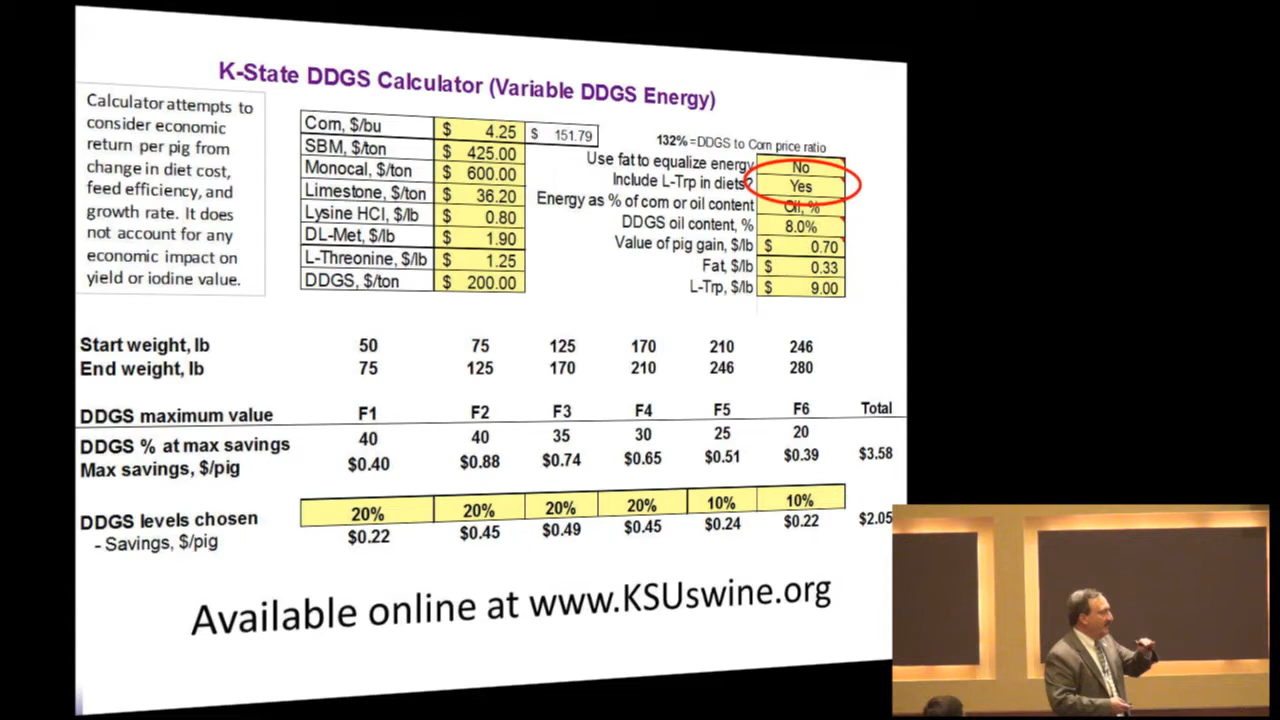 K-State DDGS Calculator (Variable DDGS Energy)
Calculator attempts to
consider economic
return per pig from
change in diet cost,
feed efficiency, and
growth rate. It does
not account for any
economic impact on
yield or iodine value.
Corn, $/bu $ 4.25 $ 151.79
SBM, $/ton $ 425.00
Monocal, $/ton $ 600.00
Limestone, $/ton $ 36.20
Lysine HCl, $/lb $ 0.80
DL-Met, $/lb $ 1.90
L-Threonine, $/lb $ 1.25
DDGS, $/ton $ 200.00
132% =DDGS to Corn price ratio
Use fat to equalize energy No
Include L-Trp in diets? Yes
Energy as % of corn or oil content Oil, %
DDGS oil content, % 8.0%
Value of pig gain, $/lb $ 0.70
Fat, $/lb $ 0.33
L-Trp, $/lb $ 9.00
Start weight, lb 50 75 125 170 210 246
End weight, lb 75 125 170 210 246 280
DDGS maximum value F1 F2 F3 F4 F5 F6 Total
DDGS % at max savings 40 40 35 30 25 20
Max savings, $/pig $0.40 $0.88 $0.74 $0.65 $0.51 $0.39 $3.58
DDGS levels chosen 20% 20% 20% 20% 10% 10%
- Savings, $/pig $0.22 $0.45 $0.49 $0.45 $0.24 $0.22 $2.05
Available online at www.KSUswine.org